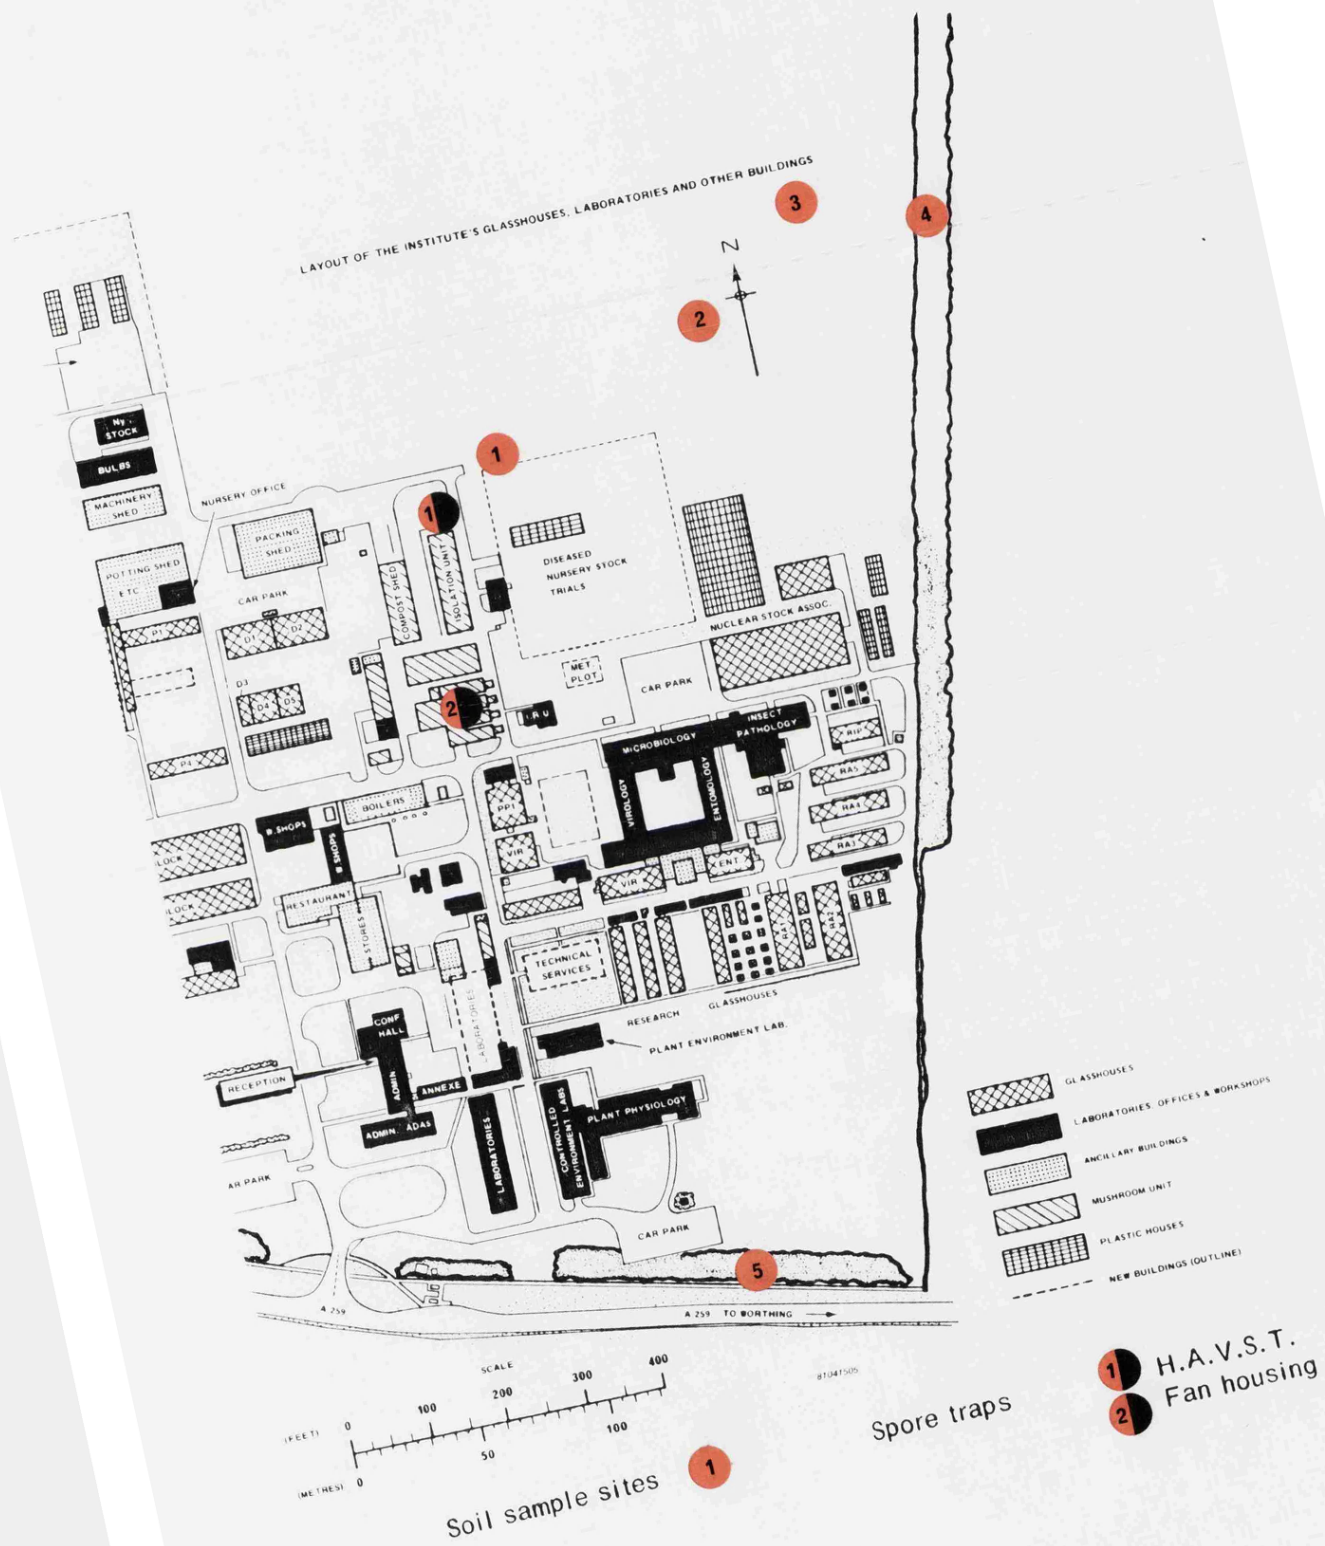 LAYOUT OF THE INSTITUTE'S GLASSHOUSES, LABORATORIES AND OTHER BUILDINGS
3
4
N
2
Ny.
STOCK
BULBS
MACHINERY
SHED
NURSERY OFFICE
1
1
PACKING
SHED
POTTING SHED
ETC
CAR PARK
COMPOST SHED
ISOLATION UNIT
DISEASED
NURSERY STOCK
TRIALS
NUCLEAR STOCK ASSOC.
P1
D1
D2
D3
D4
D5
MET
PLOT
CAR PARK
2
I.R.U
MICROBIOLOGY
INSECT
PATHOLOGY
P4
VIROLOGY
ENTOMOLOGY
RIP
RA5
RA4
RA3
BOILERS
W.SHOPS
W.SHOPS
PP1
VIR
VIR
ENT
LOCK
LOCK
RESTAURANT
STORES
TECHNICAL
SERVICES
RA1
RA2
LABORATORIES
RESEARCH GLASSHOUSES
PLANT ENVIRONMENT LAB.
CONF
HALL
RECEPTION
ADMIN
ANNEXE
ADMIN ADAS
LABORATORIES
CONTROLLED
ENVIRONMENT LABS
PLANT PHYSIOLOGY
AR PARK
CAR PARK
5
A 259
A 259 TO WORTHING
GLASSHOUSES
LABORATORIES, OFFICES & WORKSHOPS
ANCILLARY BUILDINGS
MUSHROOM UNIT
PLASTIC HOUSES
NEW BUILDINGS (OUTLINE)
SCALE
(FEET) 0 100 200 300 400
(METRES) 0 50 100
81041505
Soil sample sites 1
Spore traps
1 H.A.V.S.T.
2 Fan housing